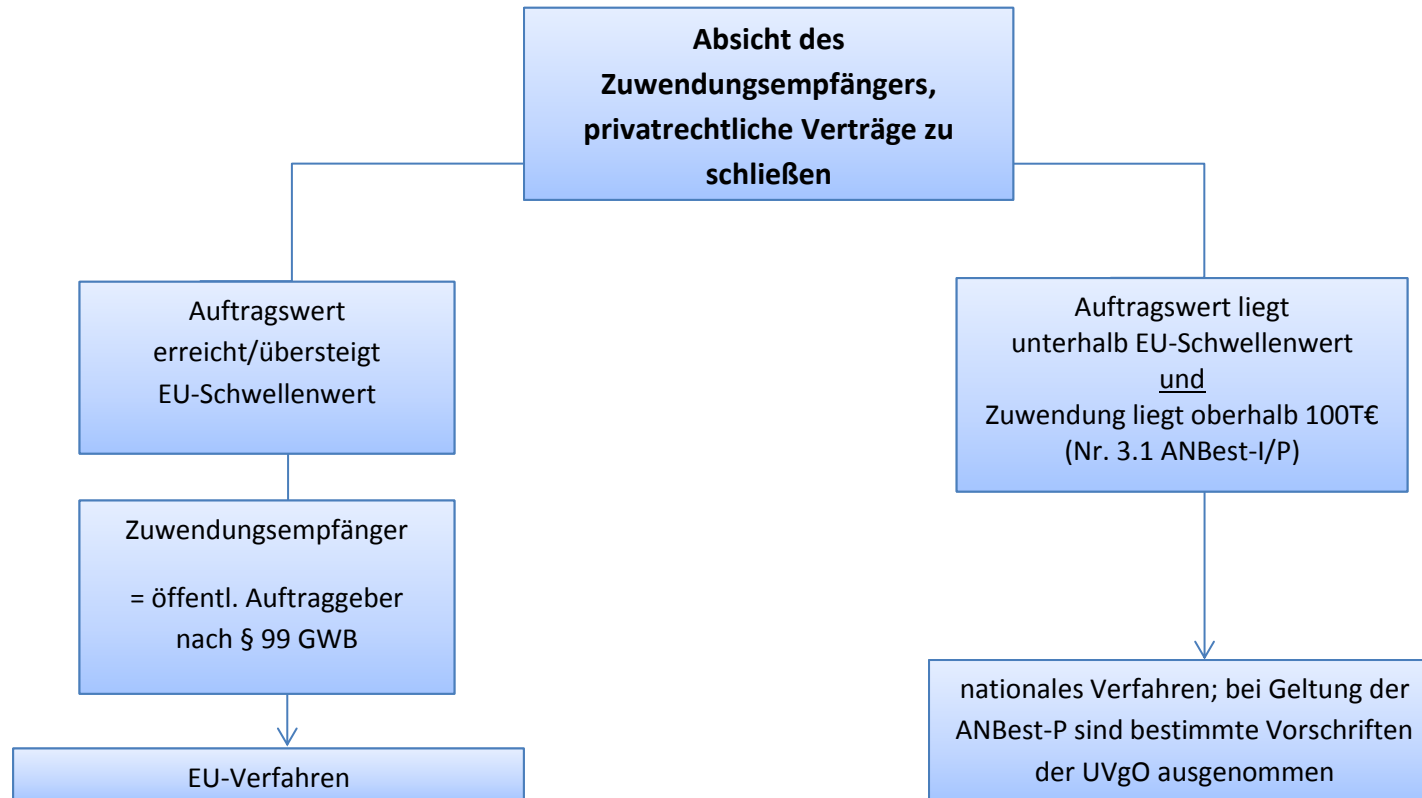 Absicht des
Zuwendungsempfängers,
privatrechtliche Verträge zu
schließen
Auftragswert
erreicht/übersteigt
EU-Schwellenwert
Zuwendungsempfänger
= öffentl. Auftraggeber
nach § 99 GWB
EU-Verfahren
Auftragswert liegt
unterhalb EU-Schwellenwert
und
Zuwendung liegt oberhalb 100T€
(Nr. 3.1 ANBest-I/P)
nationales Verfahren; bei Geltung der
ANBest-P sind bestimmte Vorschriften
der UVgO ausgenommen